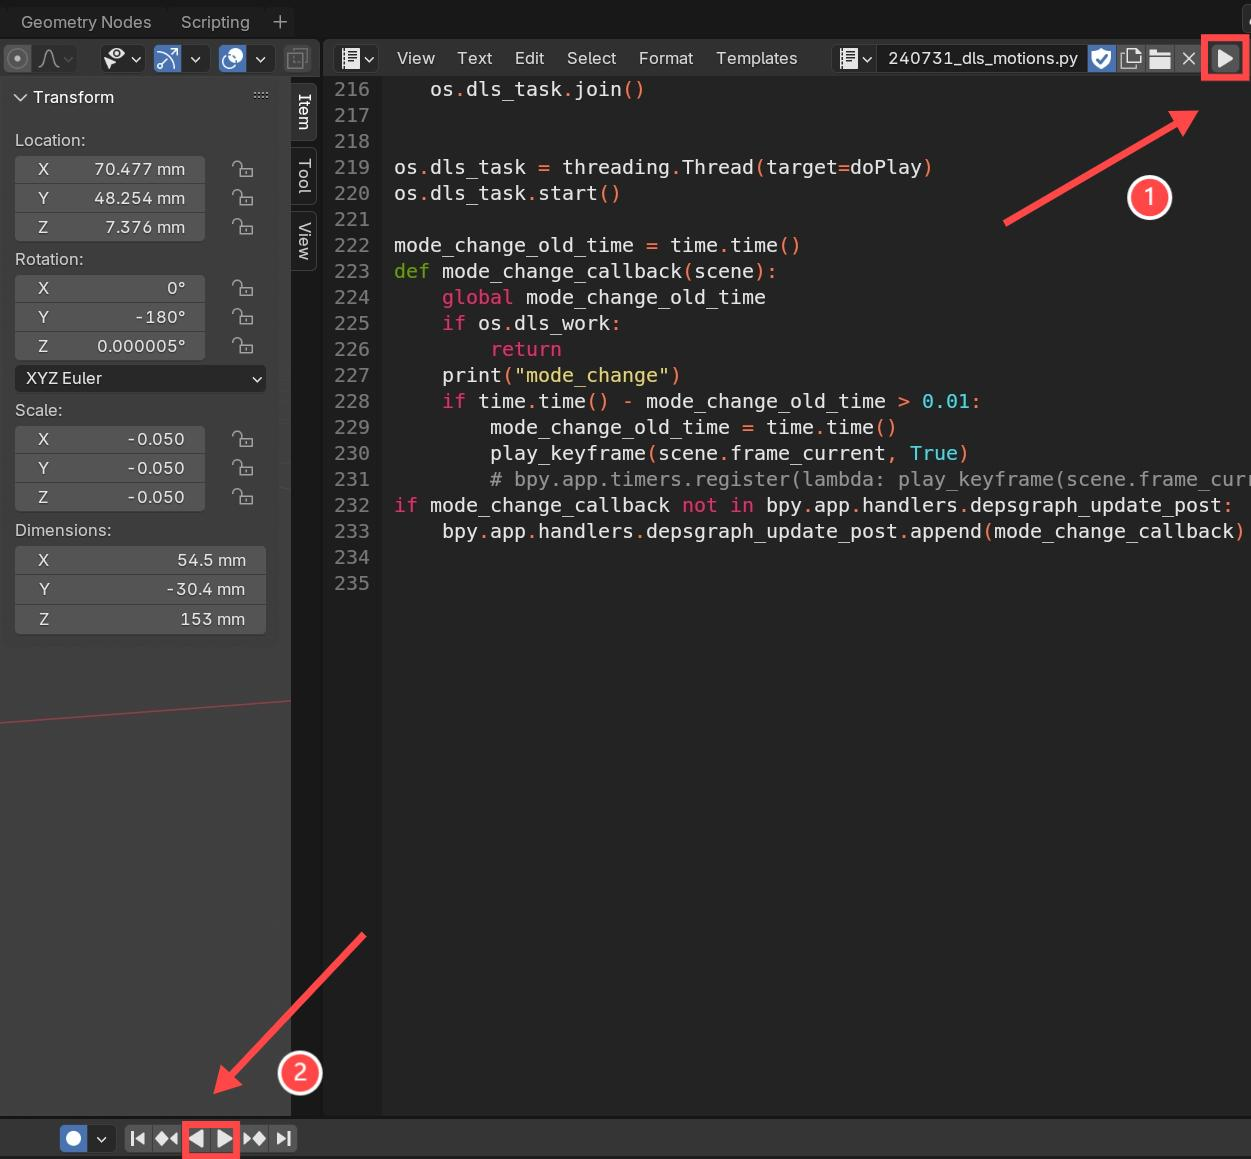 Geometry Nodes Scripting +
View Text Edit Select Format Templates 240731_dls_motions.py
Transform
Item
Tool
View
Location:
X 70.477 mm
Y 48.254 mm
Z 7.376 mm
Rotation:
X 0°
Y -180°
Z 0.000005°
XYZ Euler
Scale:
X -0.050
Y -0.050
Z -0.050
Dimensions:
X 54.5 mm
Y -30.4 mm
Z 153 mm
216 os.dls_task.join()
217
218
219 os.dls_task = threading.Thread(target=doPlay)
220 os.dls_task.start()
221
222 mode_change_old_time = time.time()
223 def mode_change_callback(scene):
224 global mode_change_old_time
225 if os.dls_work:
226 return
227 print("mode_change")
228 if time.time() - mode_change_old_time > 0.01:
229 mode_change_old_time = time.time()
230 play_keyframe(scene.frame_current, True)
231 # bpy.app.timers.register(lambda: play_keyframe(scene.frame_curr
232 if mode_change_callback not in bpy.app.handlers.depsgraph_update_post:
233 bpy.app.handlers.depsgraph_update_post.append(mode_change_callback)
234
235
1
2